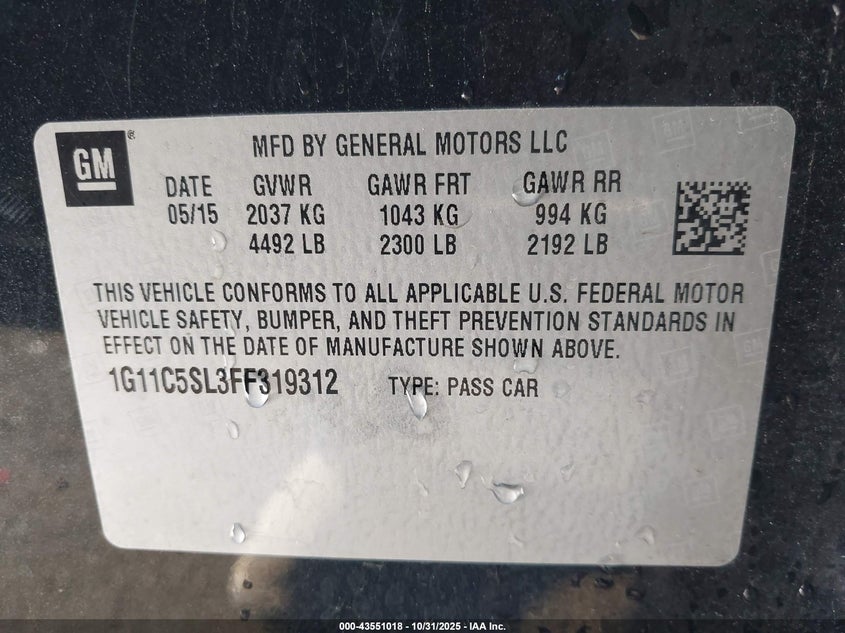 GM
®
MFD BY GENERAL MOTORS LLC
DATE GVWR GAWR FRT GAWR RR
05/15 2037 KG 1043 KG 994 KG
4492 LB 2300 LB 2192 LB
THIS VEHICLE CONFORMS TO ALL APPLICABLE U.S. FEDERAL MOTOR
VEHICLE SAFETY, BUMPER, AND THEFT PREVENTION STANDARDS IN
EFFECT ON THE DATE OF MANUFACTURE SHOWN ABOVE.
1G11C5SL3FF319312 TYPE: PASS CAR
000-43551018 - 10/31/2025 - IAA Inc.